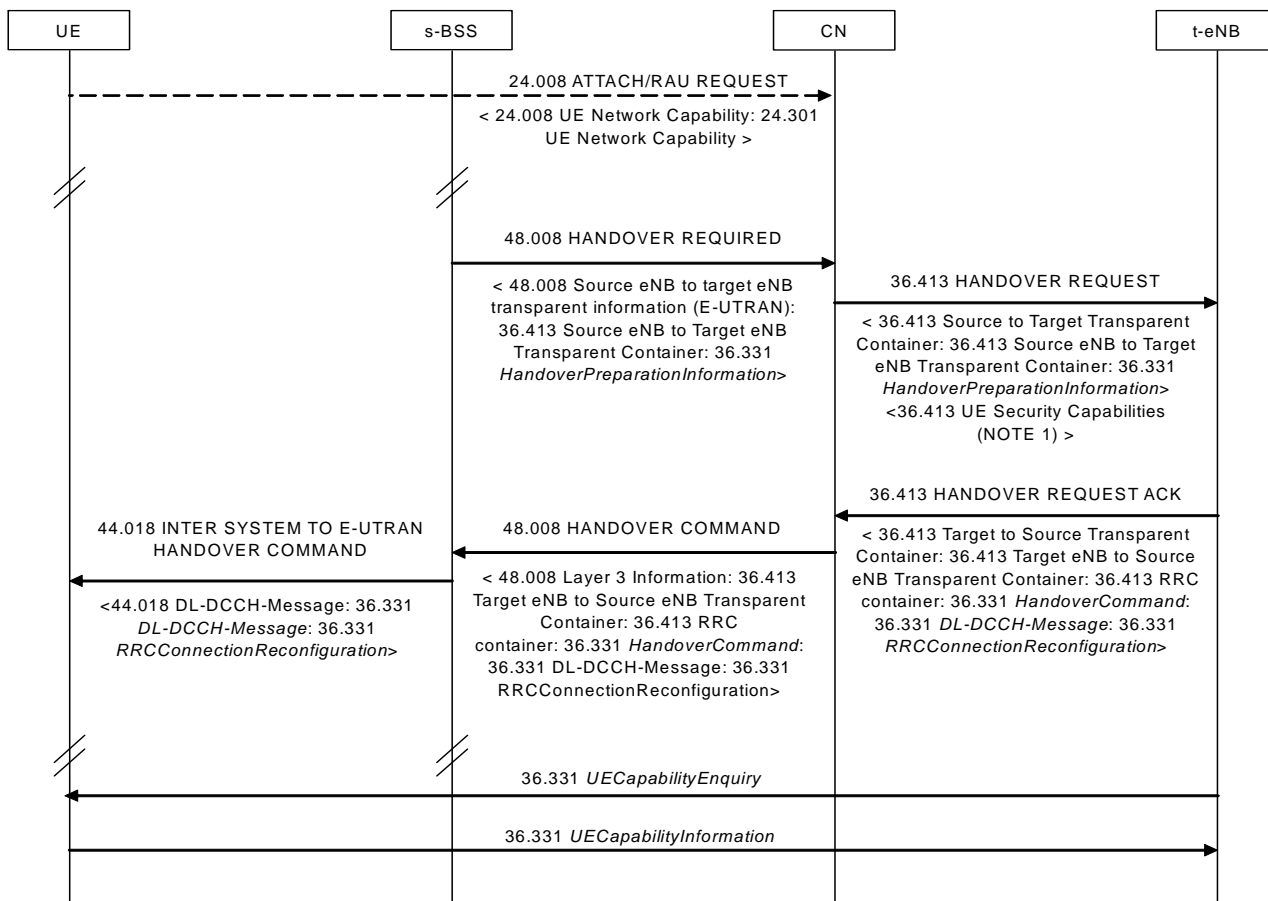 UE
s-BSS
CN
t-eNB
24.008 ATTACH/RAU REQUEST
< 24.008 UE Network Capability: 24.301
UE Network Capability >
48.008 HANDOVER REQUIRED
< 48.008 Source eNB to target eNB
transparent information (E-UTRAN):
36.413 Source eNB to Target eNB
Transparent Container: 36.331
HandoverPreparationInformation>
36.413 HANDOVER REQUEST
< 36.413 Source to Target Transparent
Container: 36.413 Source eNB to Target
eNB Transparent Container: 36.331
HandoverPreparationInformation>
<36.413 UE Security Capabilities
(NOTE 1) >
36.413 HANDOVER REQUEST ACK
< 36.413 Target to Source Transparent
Container: 36.413 Target eNB to Source
eNB Transparent Container: 36.413 RRC
container: 36.331 HandoverCommand:
36.331 DL-DCCH-Message: 36.331
RRCConnectionReconfiguration>
48.008 HANDOVER COMMAND
< 48.008 Layer 3 Information: 36.413
Target eNB to Source eNB Transparent
Container: 36.413 RRC
container: 36.331 HandoverCommand:
36.331 DL-DCCH-Message: 36.331
RRCConnectionReconfiguration>
44.018 INTER SYSTEM TO E-UTRAN
HANDOVER COMMAND
<44.018 DL-DCCH-Message: 36.331
DL-DCCH-Message: 36.331
RRCConnectionReconfiguration>
36.331 UECapabilityEnquiry
36.331 UECapabilityInformation